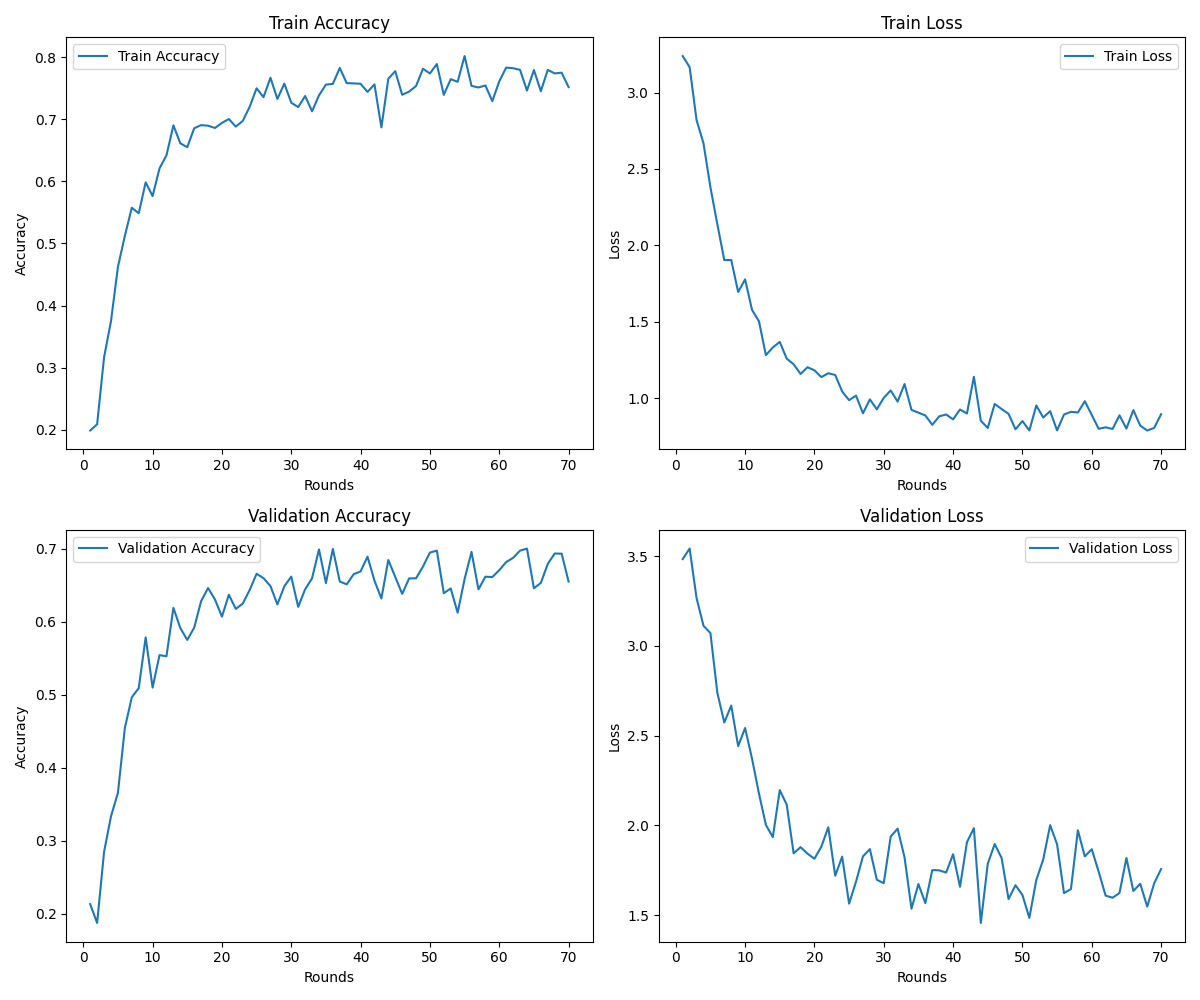 Train Accuracy
Train Accuracy
0.8
0.7
0.6
0.5
0.4
0.3
0.2
Accuracy
0 10 20 30 40 50 60 70
Rounds
Train Loss
Train Loss
3.0
2.5
2.0
1.5
1.0
Loss
0 10 20 30 40 50 60 70
Rounds
Validation Accuracy
Validation Accuracy
0.7
0.6
0.5
0.4
0.3
0.2
Accuracy
0 10 20 30 40 50 60 70
Rounds
Validation Loss
Validation Loss
3.5
3.0
2.5
2.0
1.5
Loss
0 10 20 30 40 50 60 70
Rounds